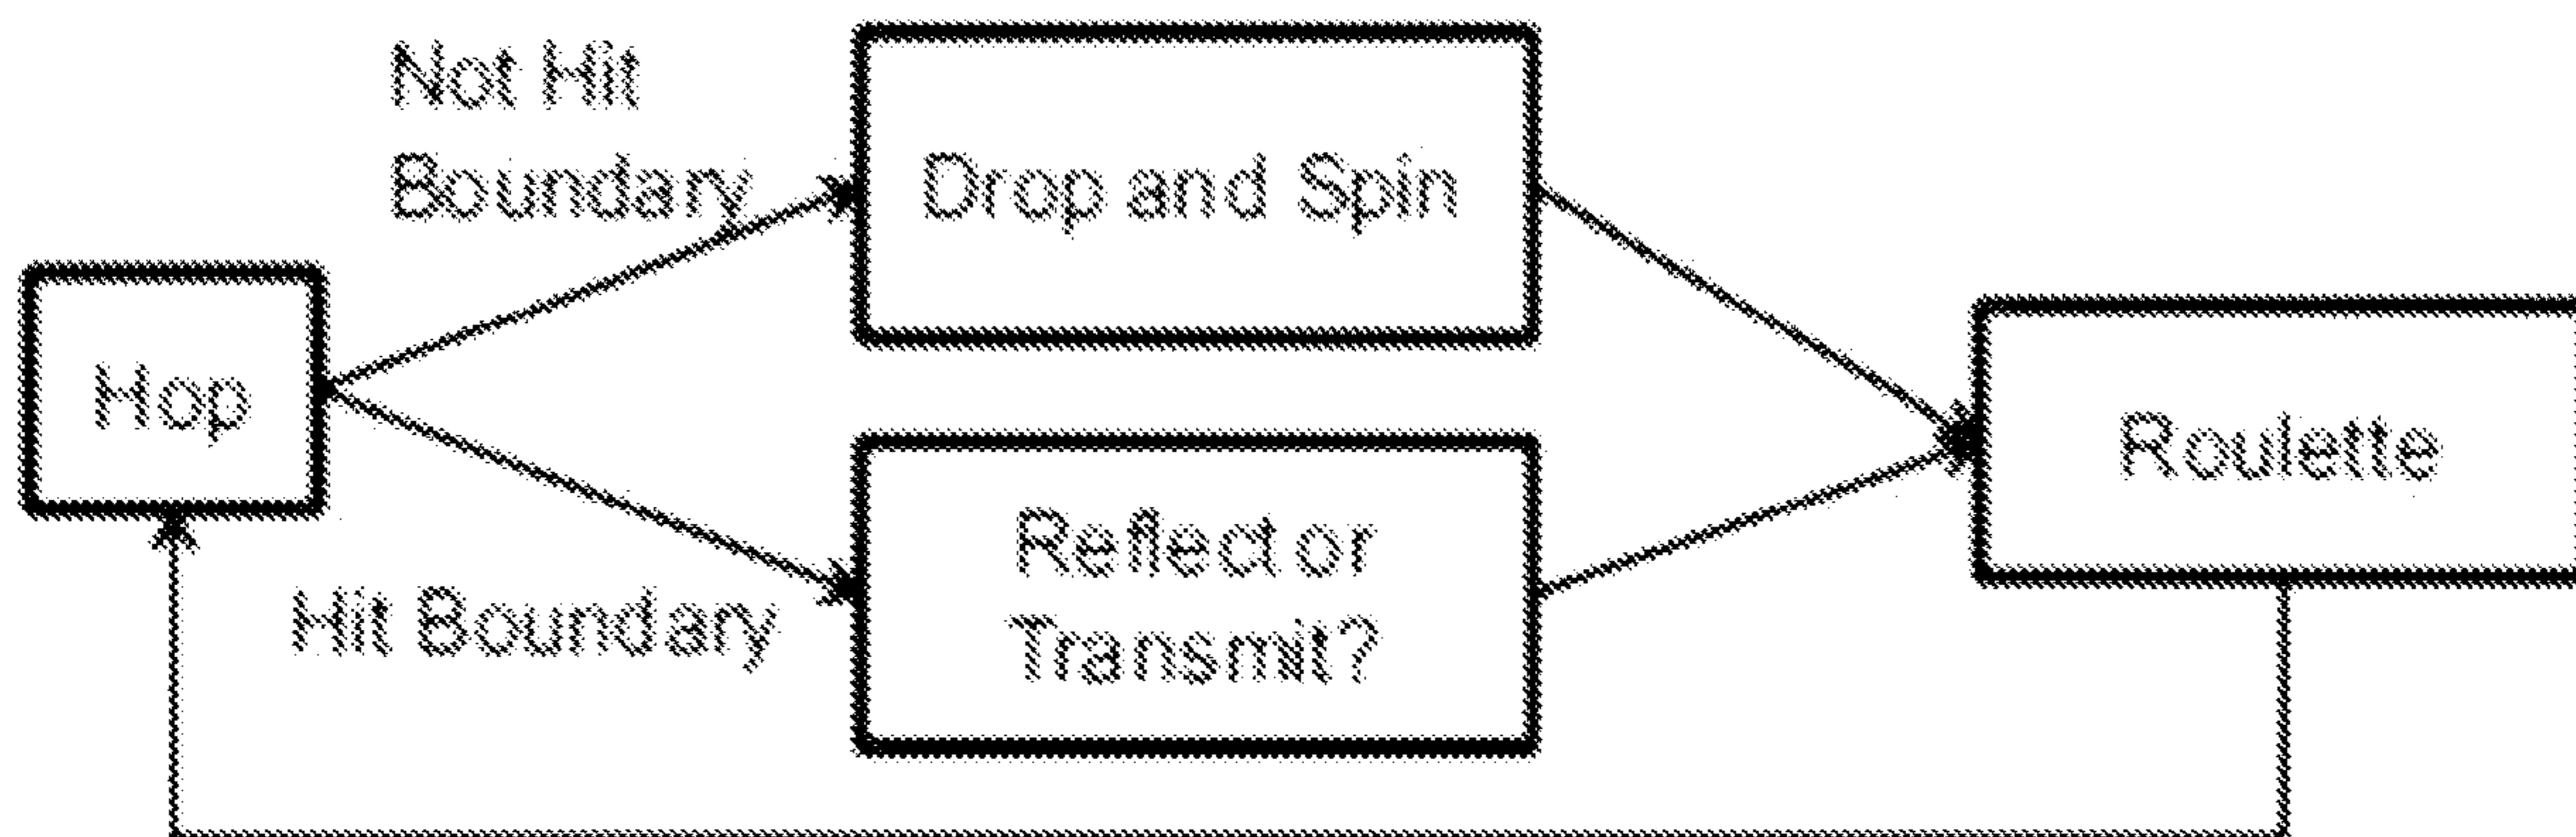 Not Hit
Boundary
Drop and Spin
Hop
Roulette
Reflect or
Transmit?
Hit Boundary